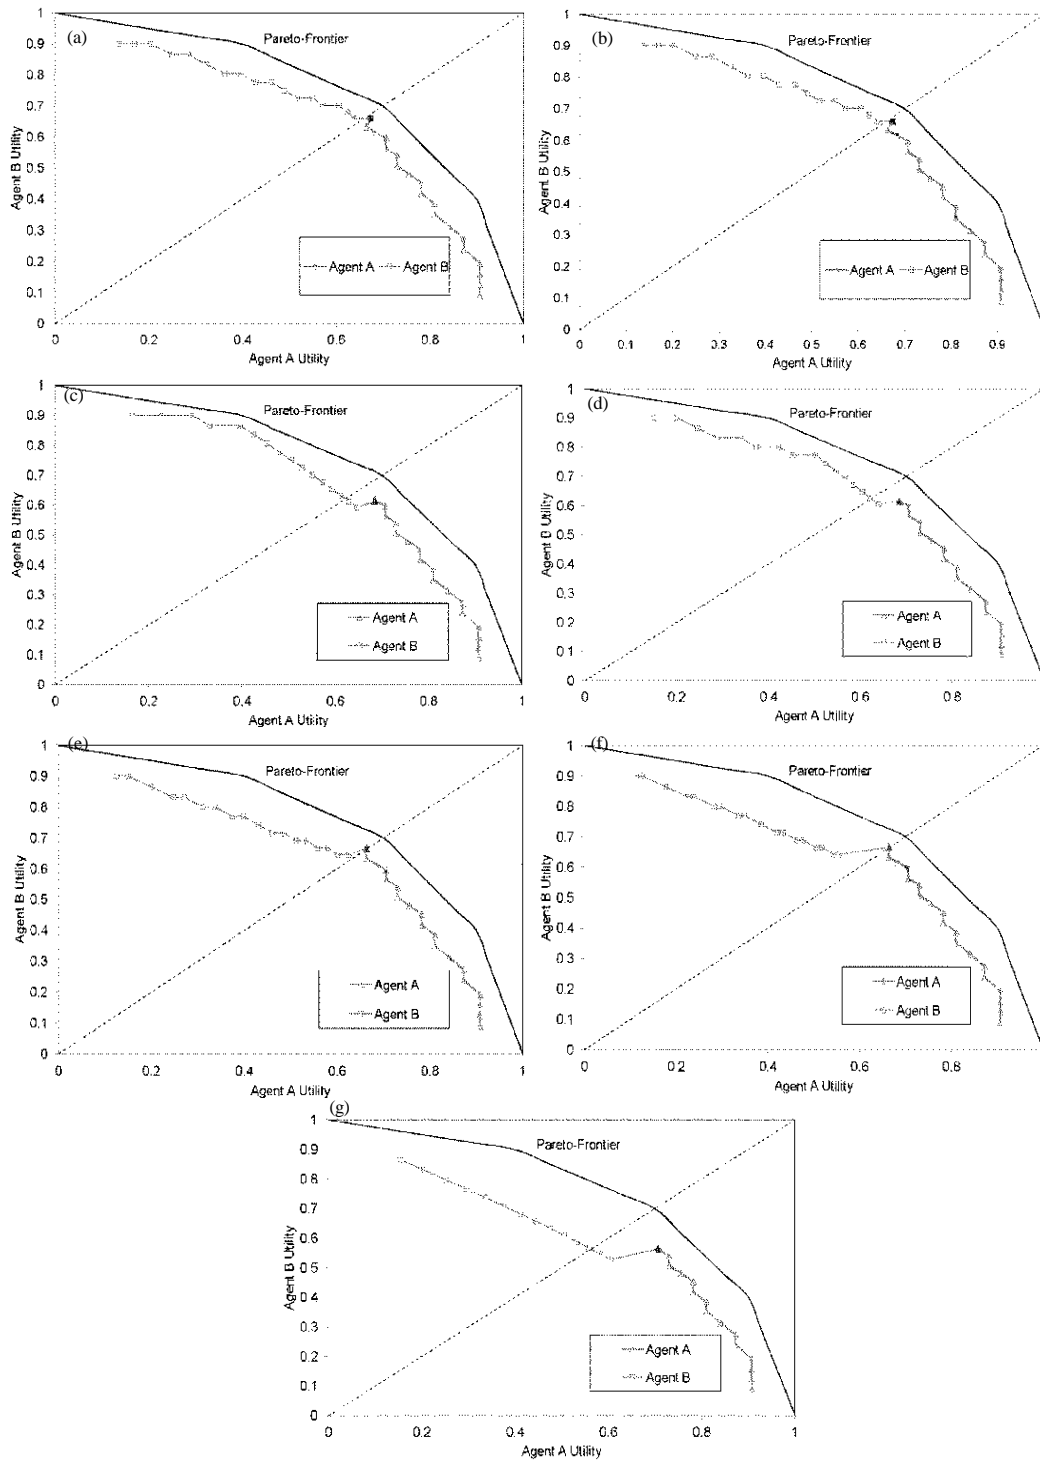 (a)
Pareto-Frontier
1
0.9
0.8
0.7
0.6
0.5
0.4
0.3
0.2
0.1
0
Agent B Utility
Agent A Agent B
0 0.2 0.4 0.6 0.8 1
Agent A Utility
(b)
Pareto-Frontier
1
0.9
0.8
0.7
0.6
0.5
0.4
0.3
0.2
0.1
0
Agent B Utility
Agent A Agent B
0 0.1 0.2 0.3 0.4 0.5 0.6 0.7 0.8 0.9
Agent A Utility
(c)
Pareto-Frontier
1
0.9
0.8
0.7
0.6
0.5
0.4
0.3
0.2
0.1
0
Agent B Utility
Agent A
Agent B
0 0.2 0.4 0.6 0.8 1
Agent A Utility
(d)
Pareto-Frontier
1
0.9
0.8
0.7
0.6
0.5
0.4
0.3
0.2
0.1
0
Agent B Utility
Agent A
Agent B
0 0.2 0.4 0.6 0.8
Agent A Utility
(e)
Pareto-Frontier
1
0.9
0.8
0.7
0.6
0.5
0.4
0.3
0.2
0.1
0
Agent B Utility
Agent A
Agent B
0 0.2 0.4 0.6 0.8 1
Agent A Utility
(f)
Pareto-Frontier
1
0.9
0.8
0.7
0.6
0.5
0.4
0.3
0.2
0.1
0
Agent B Utility
Agent A
Agent B
0 0.2 0.4 0.6 0.8
Agent A Utility
(g)
Pareto-Frontier
1
0.9
0.8
0.7
0.6
0.5
0.4
0.3
0.2
0.1
0
Agent B Utility
Agent A
Agent B
0 0.2 0.4 0.6 0.8 1
Agent A Utility